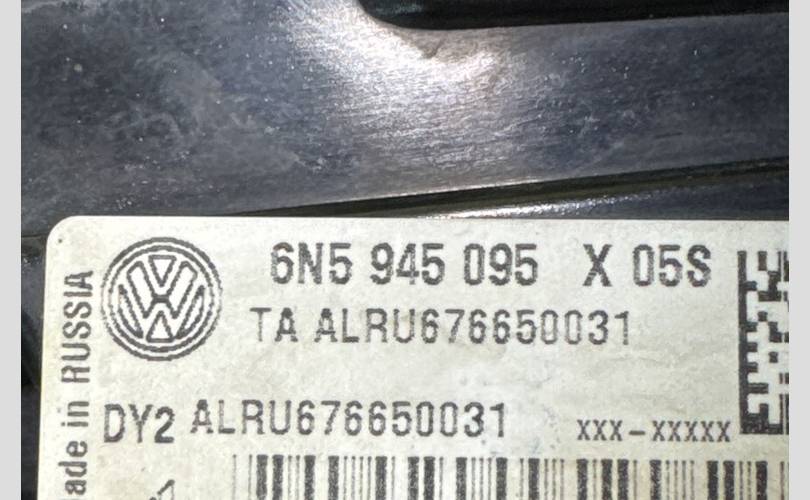 6N5 945 095 X 05S
TA ALRU676650031
DY2 ALRU676650031
XXX-XXXXX
ade in RUSSIA